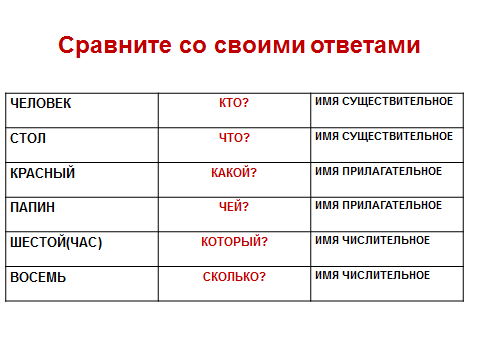 Сравните со своими ответами
ЧЕЛОВЕК КТО? ИМЯ СУЩЕСТВИТЕЛЬНОЕ
СТОЛ ЧТО? ИМЯ СУЩЕСТВИТЕЛЬНОЕ
КРАСНЫЙ КАКОЙ? ИМЯ ПРИЛАГАТЕЛЬНОЕ
ПАПИН ЧЕЙ? ИМЯ ПРИЛАГАТЕЛЬНОЕ
ШЕСТОЙ(ЧАС) КОТОРЫЙ? ИМЯ ЧИСЛИТЕЛЬНОЕ
ВОСЕМЬ СКОЛЬКО? ИМЯ ЧИСЛИТЕЛЬНОЕ